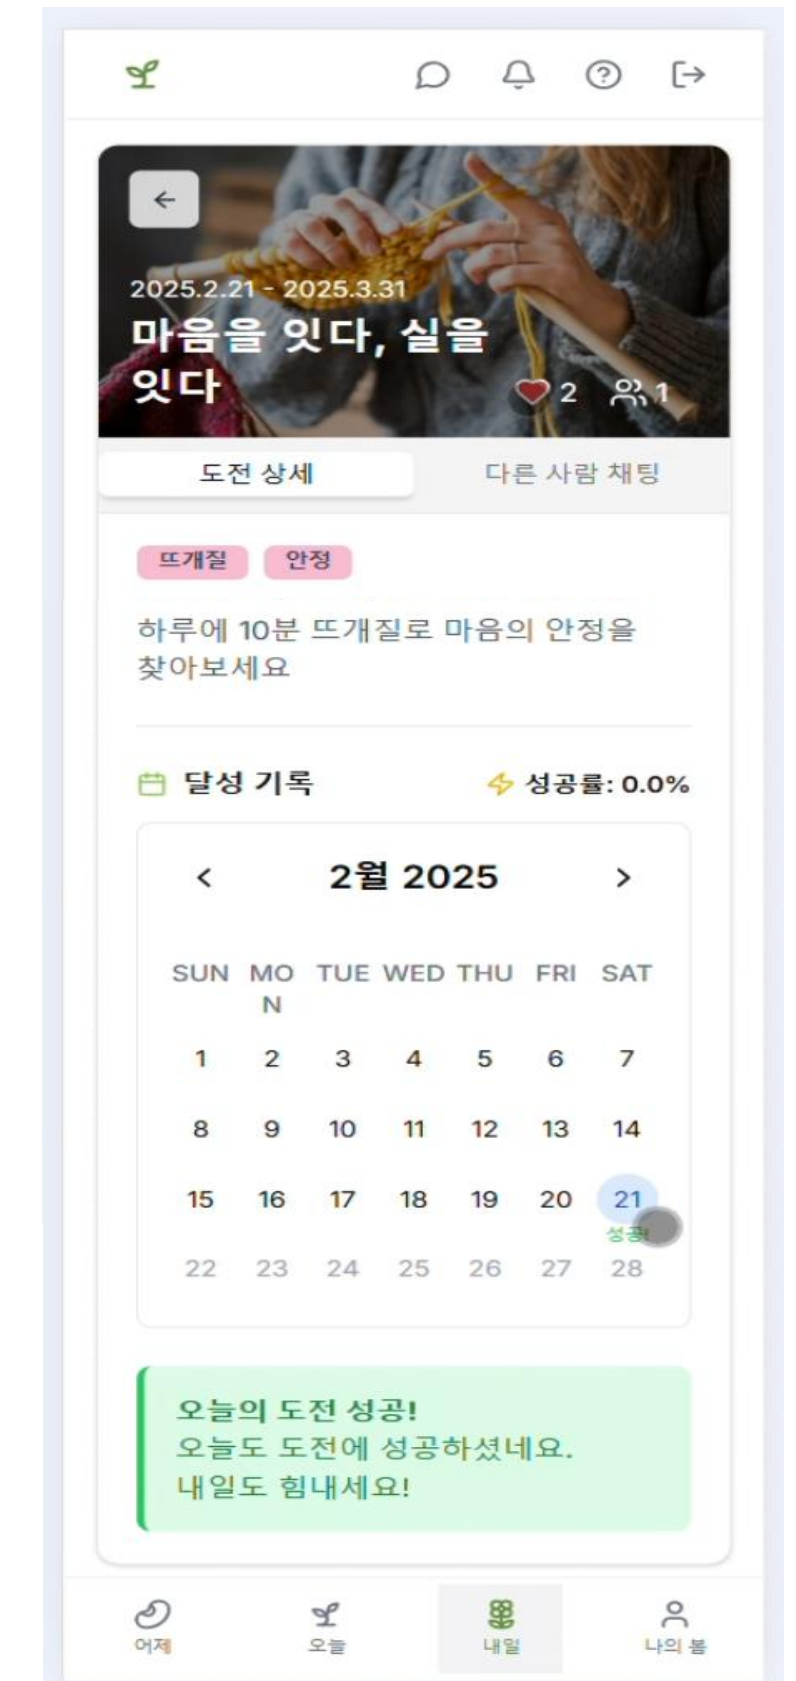 2025.2.21 - 2025.3.31
마음을 잇다, 실을
잇다
2 1
도전 상세 다른 사람 채팅
뜨개질 안정
하루에 10분 뜨개질로 마음의 안정을
찾아보세요
달성 기록 성공률: 0.0%
< 2월 2025 >
SUN MO TUE WED THU FRI SAT
N
1 2 3 4 5 6 7
8 9 10 11 12 13 14
15 16 17 18 19 20 21
성공!
22 23 24 25 26 27 28
오늘의 도전 성공!
오늘도 도전에 성공하셨네요.
내일도 힘내세요!
어제 오늘 내일 나의 봄